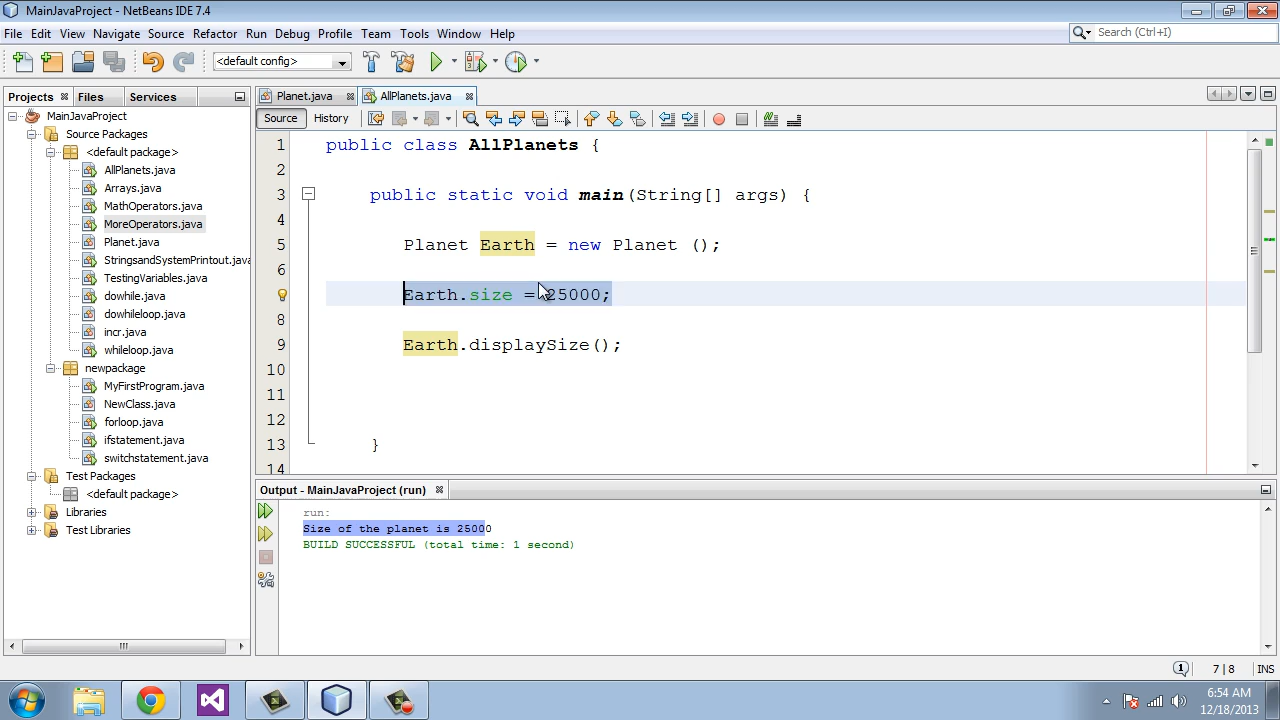 MainJavaProject - NetBeans IDE 7.4
File Edit View Navigate Source Refactor Run Debug Profile Team Tools Window Help
Search (Ctrl+I)
<default config>
Projects Files Services
MainJavaProject
Source Packages
<default package>
AllPlanets.java
Arrays.java
MathOperators.java
MoreOperators.java
Planet.java
StringsandSystemPrintout.java
TestingVariables.java
dowhile.java
dowhileloop.java
incr.java
whileloop.java
newpackage
MyFirstProgram.java
NewClass.java
forloop.java
ifstatement.java
switchstatement.java
Test Packages
<default package>
Libraries
Test Libraries
Planet.java AllPlanets.java
Source History
1 public class AllPlanets {
2
3 public static void main(String[] args) {
4
5 Planet Earth = new Planet ();
6
7 Earth.size = 25000;
8
9 Earth.displaySize();
10
11
12
13 }
14
Output - MainJavaProject (run)
run:
Size of the planet is 25000
BUILD SUCCESSFUL (total time: 1 second)
1 7 | 8 INS
6:54 AM
12/18/2013